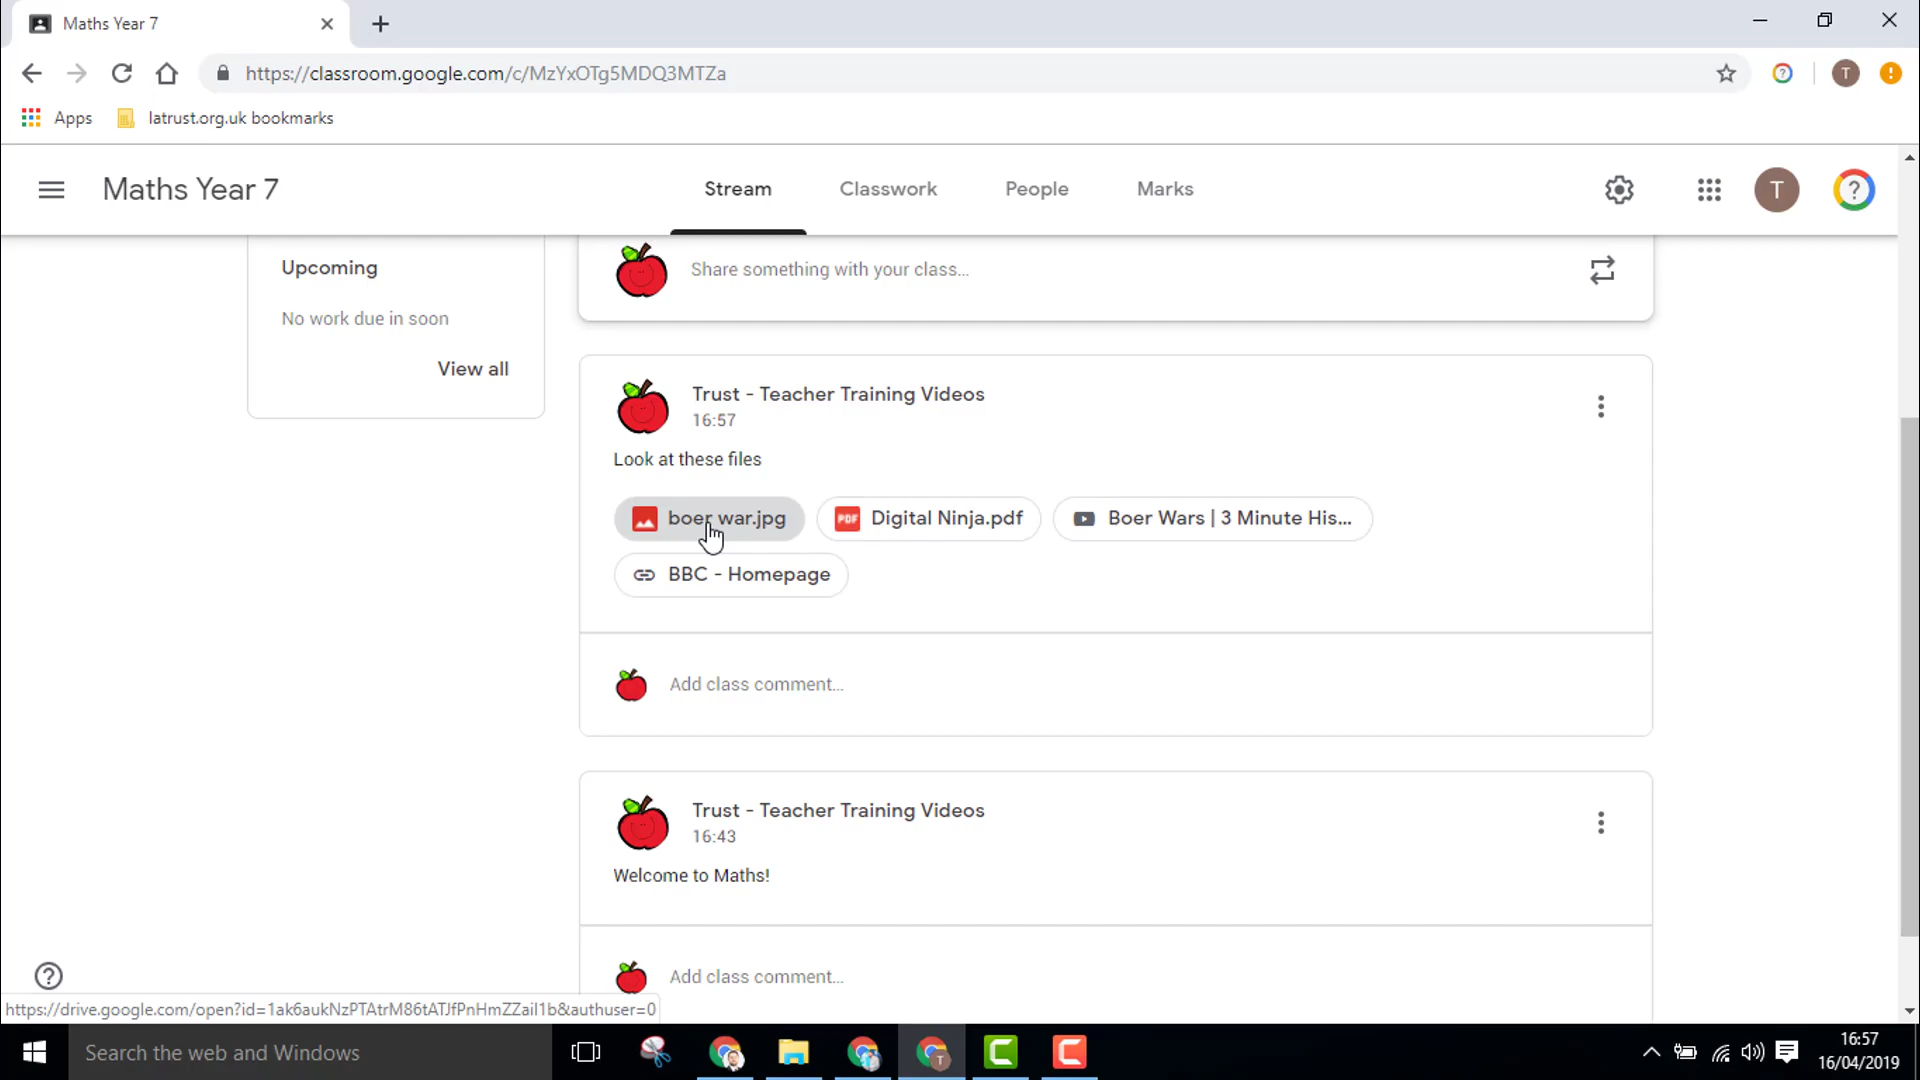 Maths Year 7
https://classroom.google.com/c/MzYxOTg5MDQ3MTZa
T
Apps
latrust.org.uk bookmarks
Maths Year 7
Stream
Classwork
People
Marks
T
Upcoming
No work due in soon
View all
Share something with your class...
Trust - Teacher Training Videos
16:57
Look at these files
boer war.jpg
PDF Digital Ninja.pdf
Boer Wars | 3 Minute His...
BBC - Homepage
Add class comment...
Trust - Teacher Training Videos
16:43
Welcome to Maths!
Add class comment...
https://drive.google.com/open?id=1ak6aukNzPTAtrM86tATJfPnHmZZail1b&authuser=0
Search the web and Windows
T
16:57
16/04/2019